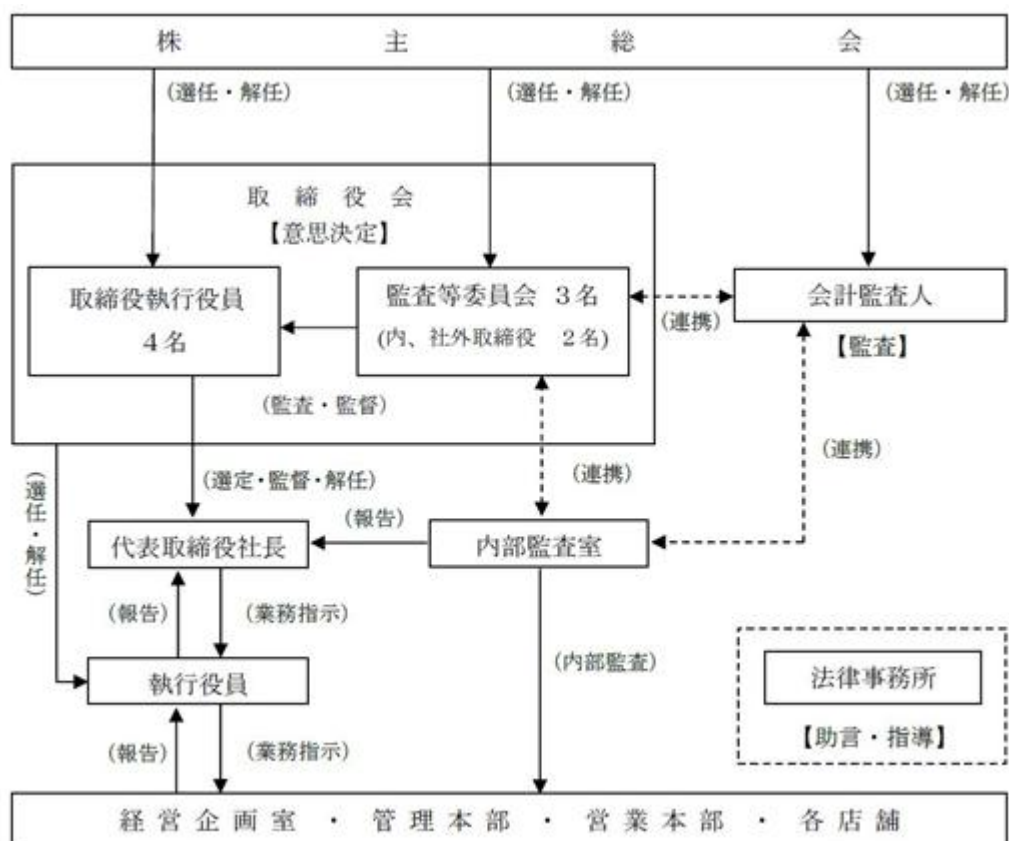 株主総会
(選任・解任)
(選任・解任)
(選任・解任)
取締役会
【意思決定】
取締役執行役員
4名
監査等委員会 3名
(内、社外取締役 2名)
会計監査人
【監査】
(連携)
(監査・監督)
(選任・解任)
(選定・監督・解任)
(連携)
(連携)
(報告)
代表取締役社長
内部監査室
(報告)
(業務指示)
(内部監査)
執行役員
法律事務所
【助言・指導】
(報告)
(業務指示)
経営企画室・管理本部・営業本部・各店舗